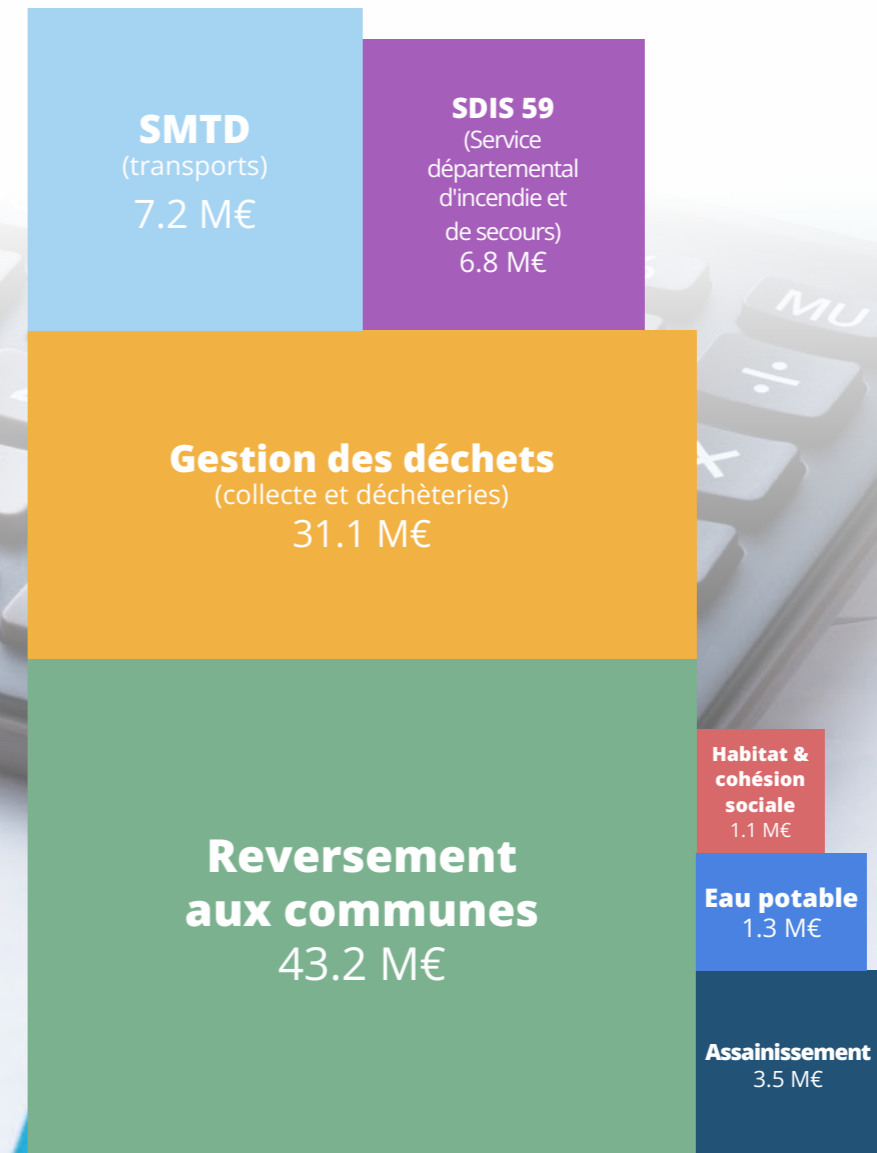 SMTD
(transports)
7.2 M€
SDIS 59
(Service
départemental
d'incendie et
de secours)
6.8 M€
MU
÷
X
Gestion des déchets
(collecte et déchèteries)
31.1 M€
Habitat &
cohésion
sociale
1.1 M€
Reversement
aux communes
43.2 M€
Eau potable
1.3 M€
Assainissement
3.5 M€